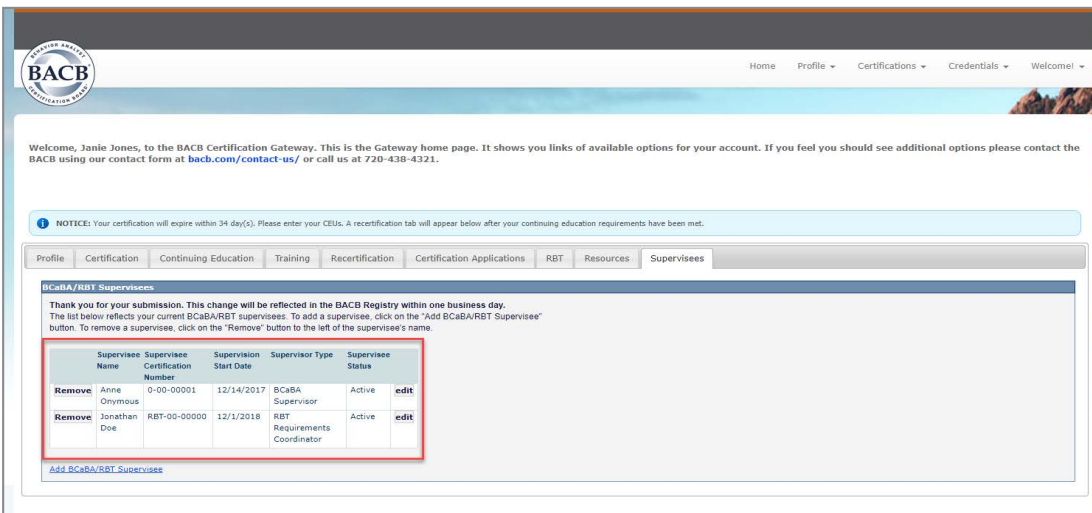 BEHAVIOR ANALYST
BACB
CERTIFICATION BOARD
Home Profile Certifications Credentials Welcome!
Welcome, Janie Jones, to the BACB Certification Gateway. This is the Gateway home page. It shows you links of available options for your account. If you feel you should see additional options please contact the
BACB using our contact form at bacb.com/contact-us/ or call us at 720-438-4321.
NOTICE: Your certification will expire within 34 day(s). Please enter your CEUs. A recertification tab will appear below after your continuing education requirements have been met.
Profile Certification Continuing Education Training Recertification Certification Applications RBT Resources Supervisees
BCaBA/RBT Supervisees
Thank you for your submission. This change will be reflected in the BACB Registry within one business day.
The list below reflects your current BCaBA/RBT supervisees. To add a supervisee, click on the "Add BCaBA/RBT Supervisee"
button. To remove a supervisee, click on the "Remove" button to the left of the supervisee's name.
Supervisee Supervisee Supervision Supervisor Type Supervisee
Name Certification Start Date Status
Number
Remove Anne 0-00-00001 12/14/2017 BCaBA Active edit
Onymous Supervisor
Remove Jonathan RBT-00-00000 12/1/2018 RBT Active edit
Doe Requirements
Coordinator
Add BCaBA/RBT Supervisee